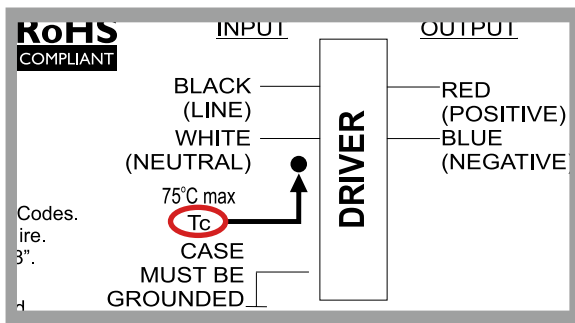 RoHS
COMPLIANT
INPUT
OUTPUT
BLACK
(LINE)
WHITE
(NEUTRAL)
RED
(POSITIVE)
BLUE
(NEGATIVE
DRIVER
75°C max
Tc
CASE
MUST BE
GROUNDED
Codes.
ire.
3”.